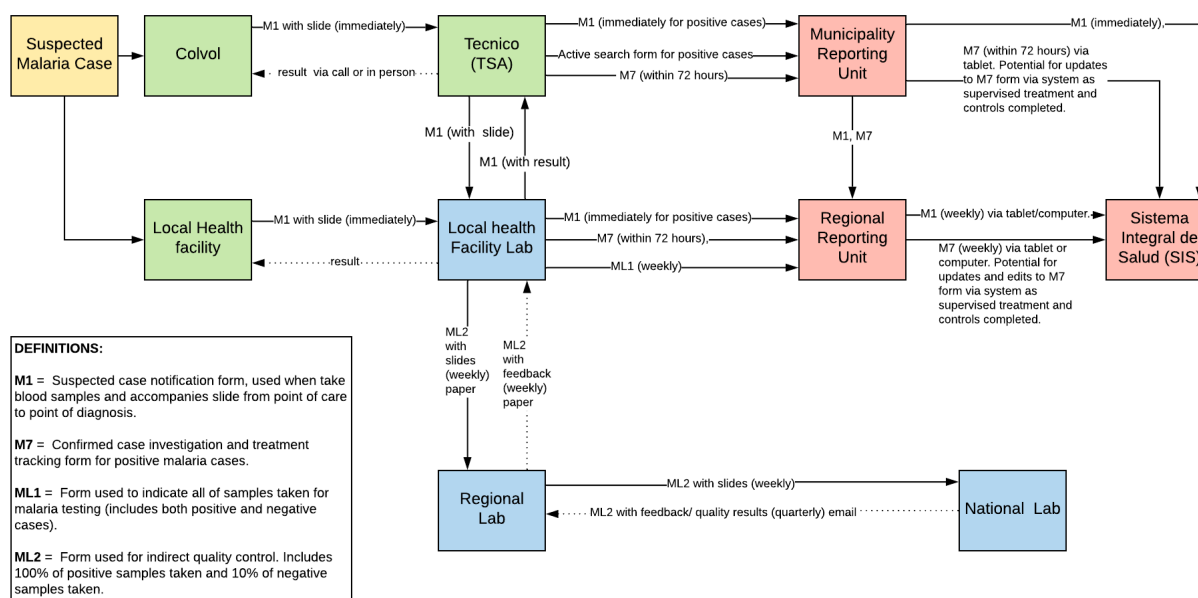 Suspected
Malaria Case
Colvol
M1 with slide (immediately)
result  via call or in person
Tecnico
(TSA)
M1 (immediately for positive cases)
Active search form for positive cases
M7 (within 72 hours)
Municipality
Reporting
Unit
M1 (immediately),
M7 (within 72 hours) via
tablet. Potential for updates
to M7 form via system as
supervised treatment and
controls completed.
M1 (with  slide)
M1 (with result)
M1, M7
Local Health
facility
M1 with slide (immediately)
result
Local health
Facility Lab
M1 (immediately for positive cases)
M7 (within 72 hours),
ML1 (weekly)
Regional
Reporting
Unit
M1 (weekly) via tablet/computer.
M7 (weekly) via tablet or
computer. Potential for
updates and edits to M7
form via system as
supervised treatment and
controls completed.
Sistema
Integral de
Salud (SIS)
ML2
with
slides
(weekly)
paper
ML2
with
feedback
(weekly)
paper
Regional
Lab
ML2 with slides (weekly)
ML2 with feedback/ quality results (quarterly) email
National  Lab
DEFINITIONS:
M1 =  Suspected case notification form, used when take
blood samples and accompanies slide from point of care
to point of diagnosis.
M7 =  Confirmed case investigation and treatment
tracking form for positive malaria cases.
ML1 =  Form used to indicate all of samples taken for
malaria testing (includes both positive and negative
cases).
ML2 =  Form used for indirect quality control. Includes
100% of positive samples taken and 10% of negative
samples taken.